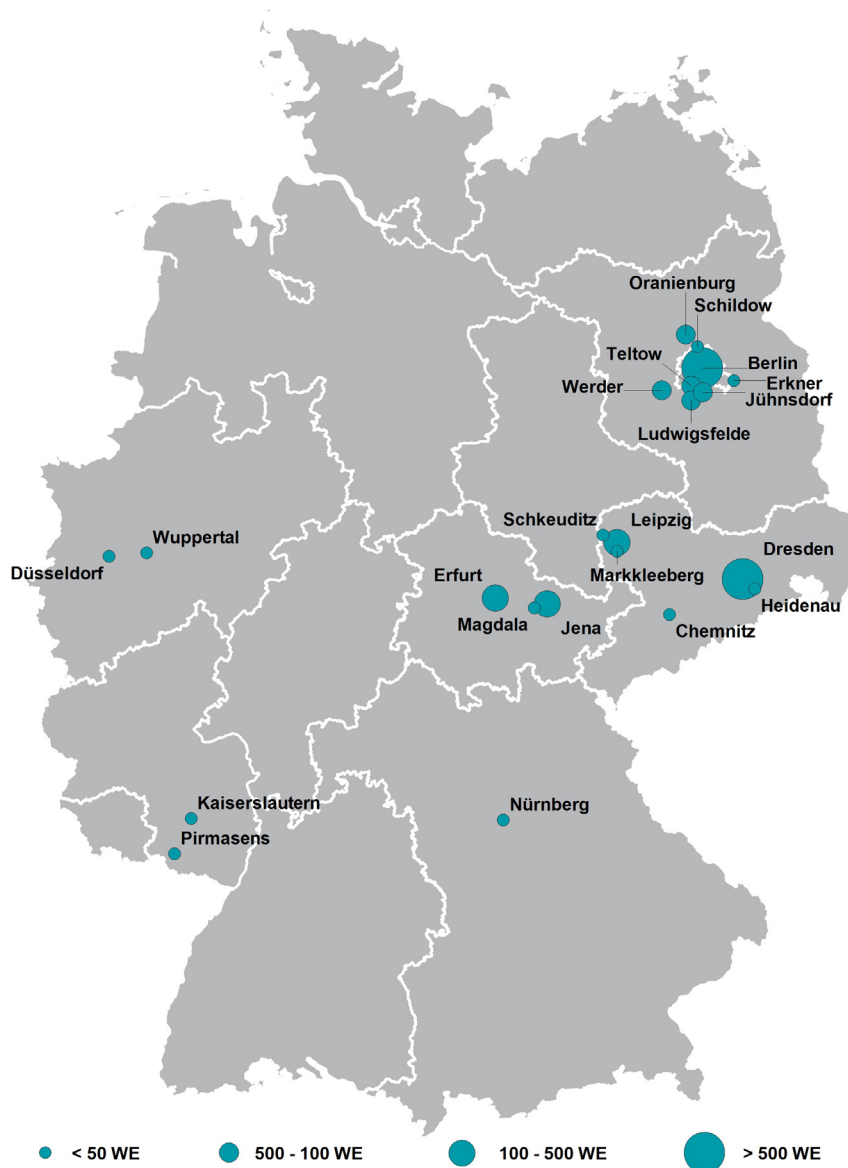 Oranienburg
Schildow
Teltow
Berlin
Erkner
Werder
Jühnsdorf
Ludwigsfelde
Schkeuditz
Leipzig
Wuppertal
Düsseldorf
Dresden
Erfurt
Markkleeberg
Heidenau
Magdala
Jena
Chemnitz
Kaiserslautern
Nürnberg
Pirmasens
< 50 WE
500 - 100 WE
100 - 500 WE
> 500 WE